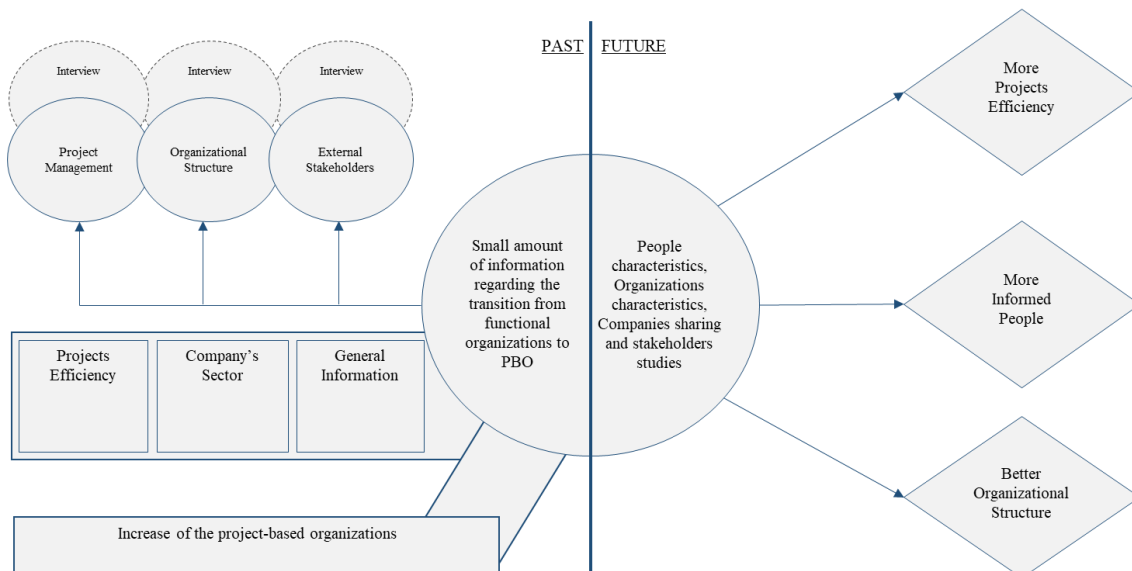 PAST
FUTURE
Interview
Interview
Interview
Project
Management
Organizational
Structure
External
Stakeholders
Projects
Efficiency
Company's
Sector
General
Information
Increase of the project-based organizations
Small amount
of information
regarding the
transition from
functional
organizations to
PBO
People
characteristics,
Organizations
characteristics,
Companies sharing
and stakeholders
studies
More
Projects
Efficiency
More
Informed
People
Better
Organizational
Structure